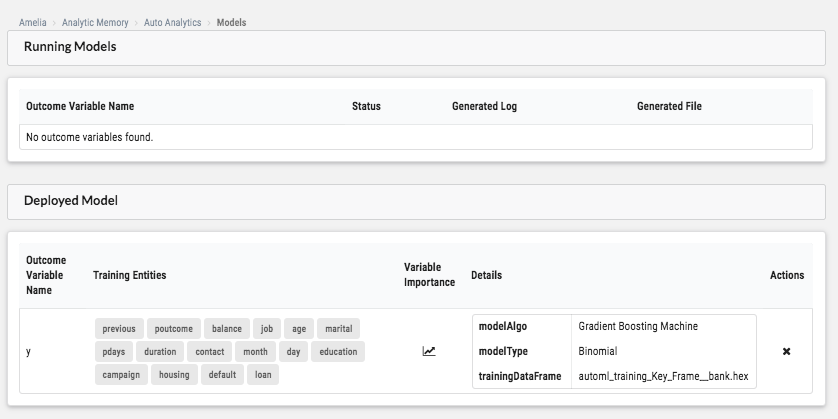 Amelia > Analytic Memory > Auto Analytics > Models
Running Models
Outcome Variable Name Status Generated Log Generated File
No outcome variables found.
Deployed Model
Outcome Variable Name Training Entities Variable Importance Details Actions
y
previous poutcome balance job age marital
pdays duration contact month day education
campaign housing default loan
modelAlgo Gradient Boosting Machine
modelType Binomial
trainingDataFrame automl_training_Key_Frame__bank.hex